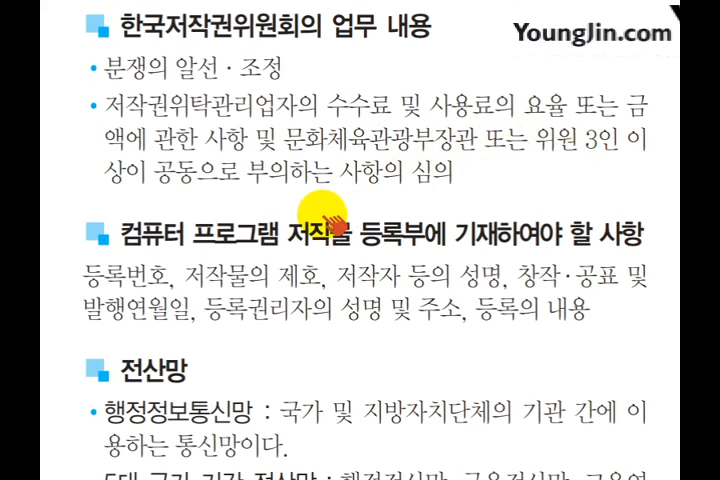 한국저작권위원회의 업무 내용
YoungJin.com
• 분쟁의 알선 · 조정
• 저작권위탁관리업자의 수수료 및 사용료의 요율 또는 금
액에 관한 사항 및 문화체육관광부장관 또는 위원 3인 이
상이 공동으로 부의하는 사항의 심의
컴퓨터 프로그램 저작물 등록부에 기재하여야 할 사항
등록번호, 저작물의 제호, 저작자 등의 성명, 창작·공표 및
발행연월일, 등록권리자의 성명 및 주소, 등록의 내용
전산망
• 행정정보통신망 : 국가 및 지방자치단체의 기관 간에 이
용하는 통신망이다.